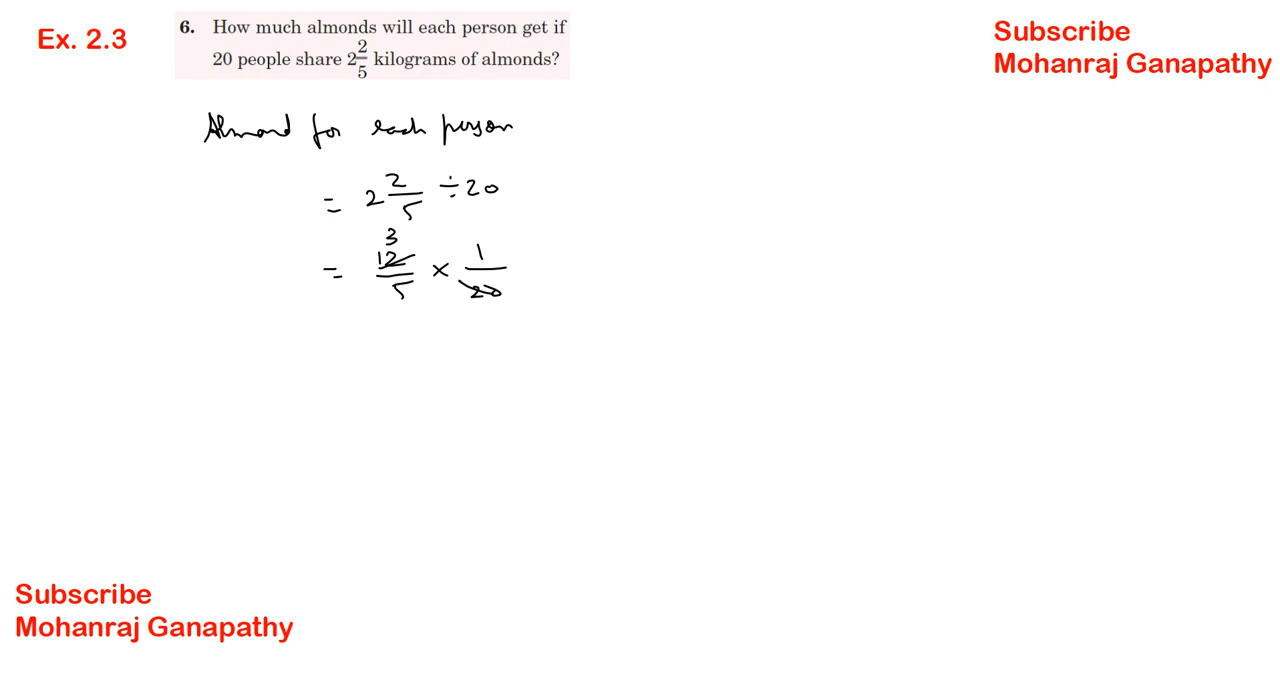 Ex. 2.3
6. How much almonds will each person get if
20 people share 2 2/5 kilograms of almonds?
Subscribe
Mohanraj Ganapathy
Almond for each person
= 2 2/5 ÷ 20
3
= 12/5 × 1/20
Subscribe
Mohanraj Ganapathy